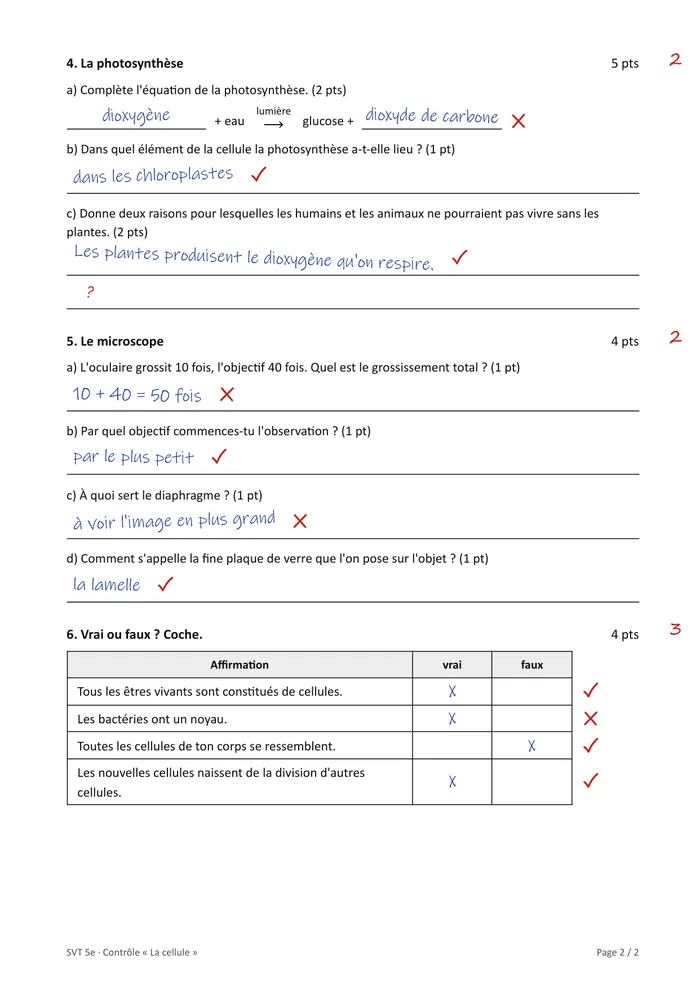 4. La photosynthèse 5 pts 2
a) Complète l'équation de la photosynthèse. (2 pts)
dioxygène + eau lumière ⟶ glucose + dioxyde de carbone ✗
b) Dans quel élément de la cellule la photosynthèse a-t-elle lieu ? (1 pt)
dans les chloroplastes ✓
c) Donne deux raisons pour lesquelles les humains et les animaux ne pourraient pas vivre sans les
plantes. (2 pts)
Les plantes produisent le dioxygène qu'on respire. ✓
?
5. Le microscope 4 pts 2
a) L'oculaire grossit 10 fois, l'objectif 40 fois. Quel est le grossissement total ? (1 pt)
10 + 40 = 50 fois ✗
b) Par quel objectif commences-tu l'observation ? (1 pt)
par le plus petit ✓
c) À quoi sert le diaphragme ? (1 pt)
à voir l'image en plus grand ✗
d) Comment s'appelle la fine plaque de verre que l'on pose sur l'objet ? (1 pt)
la lamelle ✓
6. Vrai ou faux ? Coche. 4 pts 3
Affirmation vrai faux
Tous les êtres vivants sont constitués de cellules. X ✓
Les bactéries ont un noyau. X ✗
Toutes les cellules de ton corps se ressemblent. X ✓
Les nouvelles cellules naissent de la division d'autres
cellules. X ✓
SVT 5e · Contrôle « La cellule » Page 2 / 2